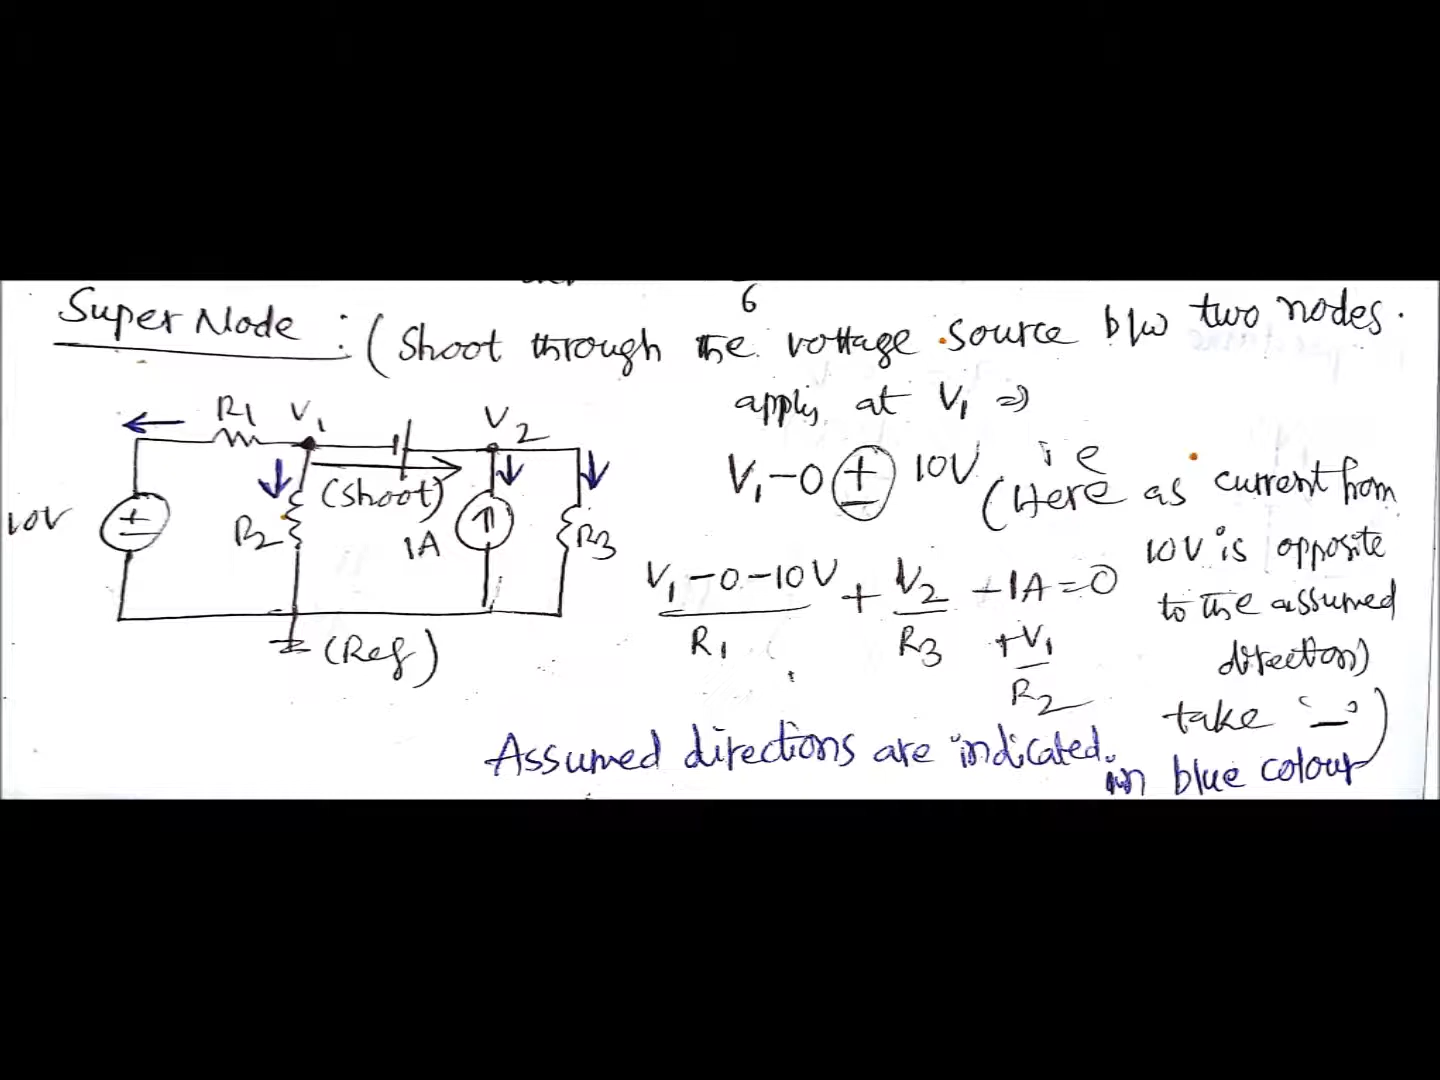 6
Super Node : (Shoot through the voltage source b/w two nodes.
apply at V1 ⇒
V1-0 ± 10V i e
(Here as current from
10V is opposite
to the assumed
direction)
take '-')
R1 V1 V2
(Shoot)
10V ± R2 1A R3
(Ref)
V1-0-10V + V2 -1A=0
R1 R3 +V1
R2
Assumed directions are indicated.
in blue colour